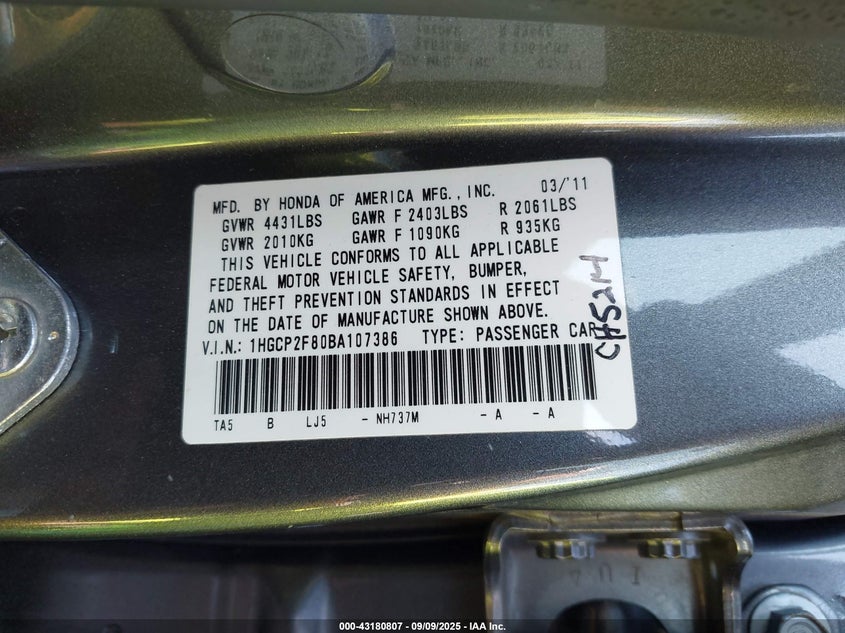 MFD. BY HONDA OF AMERICA MFG., INC. 03/'11
GVWR 4431LBS GAWR F 2403LBS R 2061LBS
GVWR 2010KG GAWR F 1090KG R 935KG
THIS VEHICLE CONFORMS TO ALL APPLICABLE
FEDERAL MOTOR VEHICLE SAFETY, BUMPER,
AND THEFT PREVENTION STANDARDS IN EFFECT
ON THE DATE OF MANUFACTURE SHOWN ABOVE.
V.I.N.: 1HGCP2F80BA107386 TYPE: PASSENGER CAR
TA5 B LJ5 - NH737M - A - A
CH5214
000-43180807 - 09/09/2025 - IAA Inc.